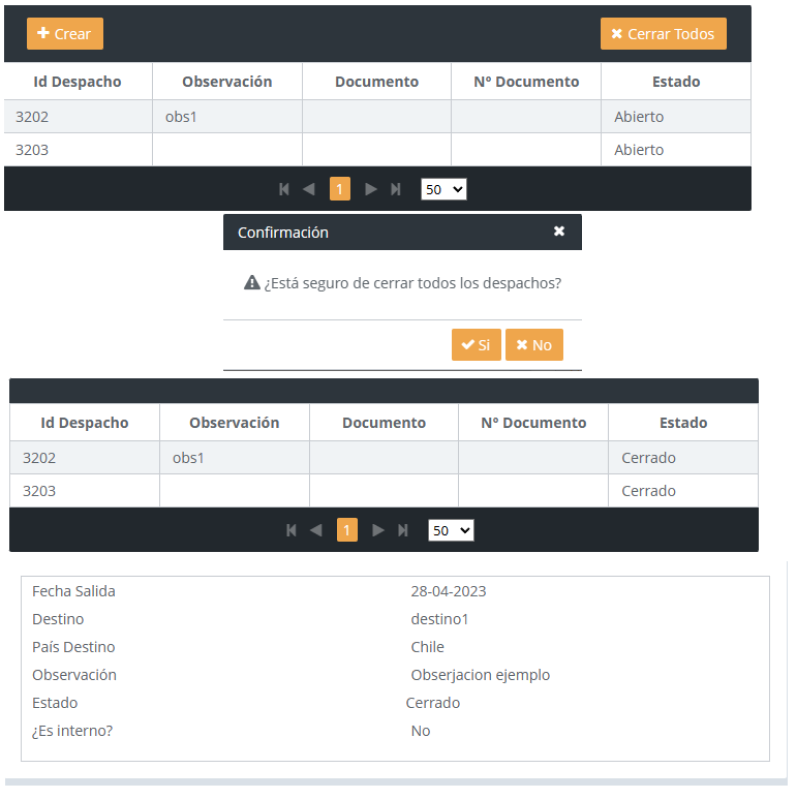 Crear Cerrar Todos
Id Despacho Observación Documento Nº Documento Estado
3202 obs1 Abierto
3203 Abierto
1 50
Confirmación
¿Está seguro de cerrar todos los despachos?
Si No
Id Despacho Observación Documento Nº Documento Estado
3202 obs1 Cerrado
3203 Cerrado
1 50
Fecha Salida 28-04-2023
Destino destino1
País Destino Chile
Observación Obserjacion ejemplo
Estado Cerrado
¿Es interno? No